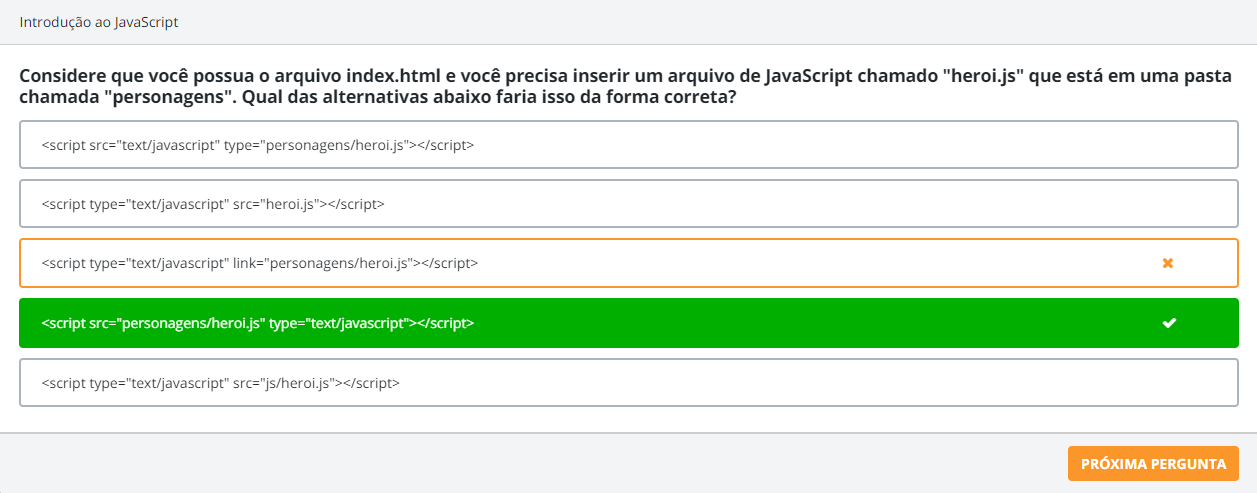 Introdução ao JavaScript
Considere que você possua o arquivo index.html e você precisa inserir um arquivo de JavaScript chamado "heroi.js" que está em uma pasta
chamada "personagens". Qual das alternativas abaixo faria isso da forma correta?
<script src="text/javascript" type="personagens/heroi.js"></script>
<script type="text/javascript" src="heroi.js"></script>
<script type="text/javascript" link="personagens/heroi.js"></script>
<script src="personagens/heroi.js" type="text/javascript"></script>
<script type="text/javascript" src="js/heroi.js"></script>
PRÓXIMA PERGUNTA